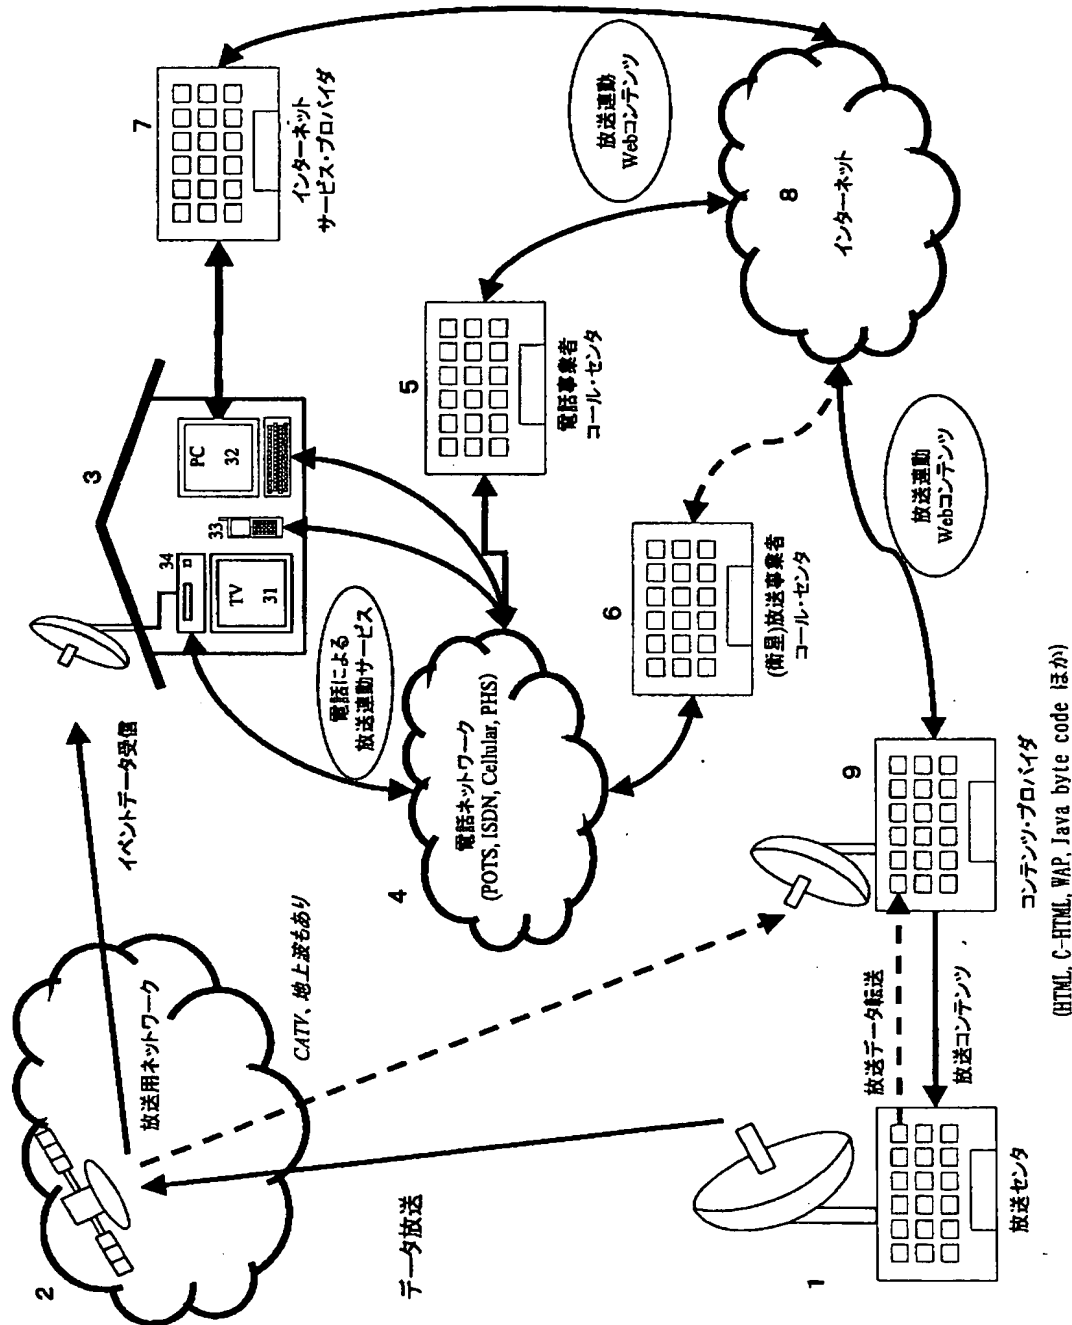 2
放送用ネットワーク
イベントデータ受信
CATV、地上波もあり
データ放送
1
放送センタ
放送データ転送
放送コンテンツ
9
コンテンツ・プロバイダ
(HTML, C-HTML, WAP, Java byte code ほか)
3
34
TV
31
33
PC
32
電話による
放送連動サービス
4
電話ネットワーク
(POTS, ISDN, Cellular, PHS)
5
電話事業者
コール・センタ
6
(衛星)放送事業者
コール・センタ
7
インターネット
サービス・プロバイダ
放送連動
Webコンテンツ
8
インターネット
放送連動
Webコンテンツ